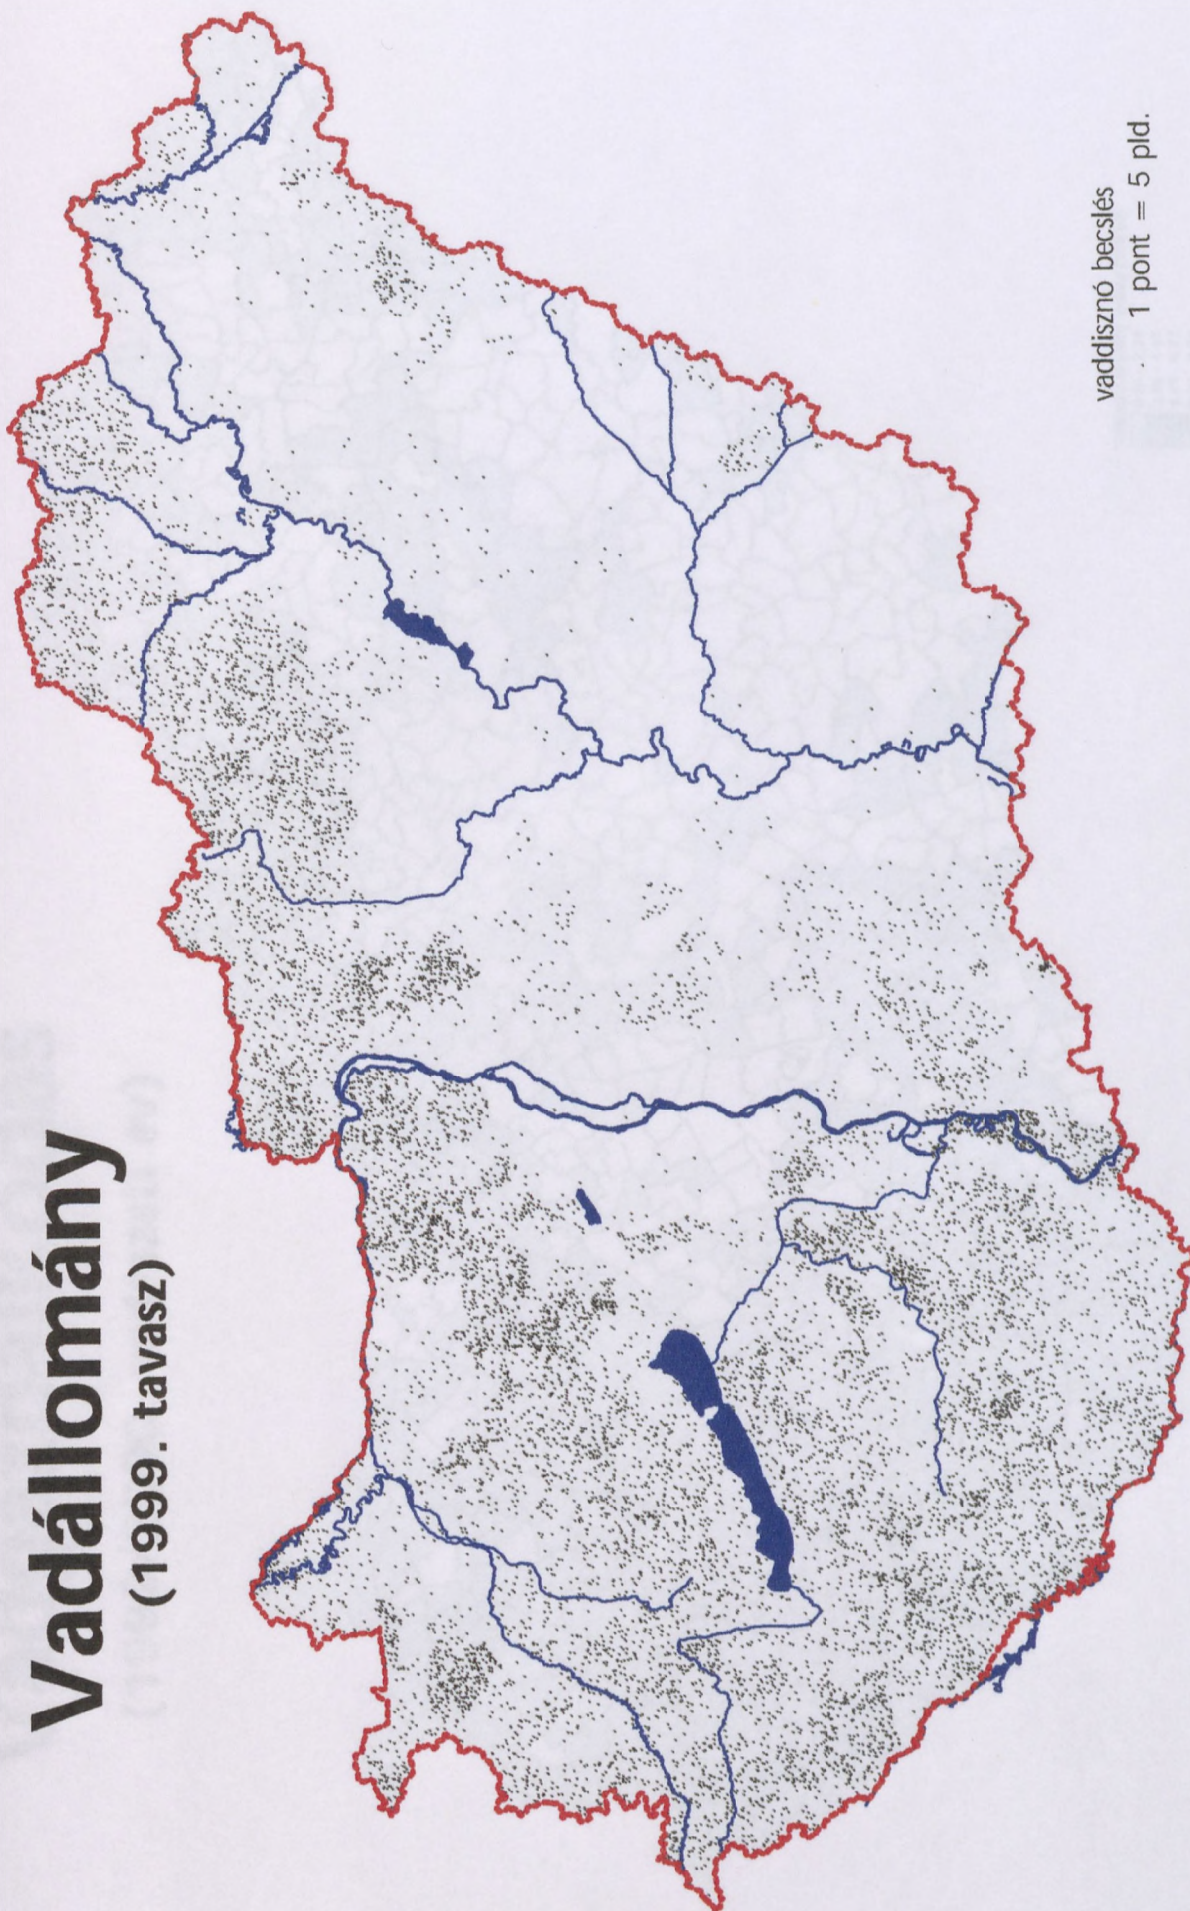 Vadállomány
(1999. tavasz)
vaddisznó becslés
1 pont = 5 pld.